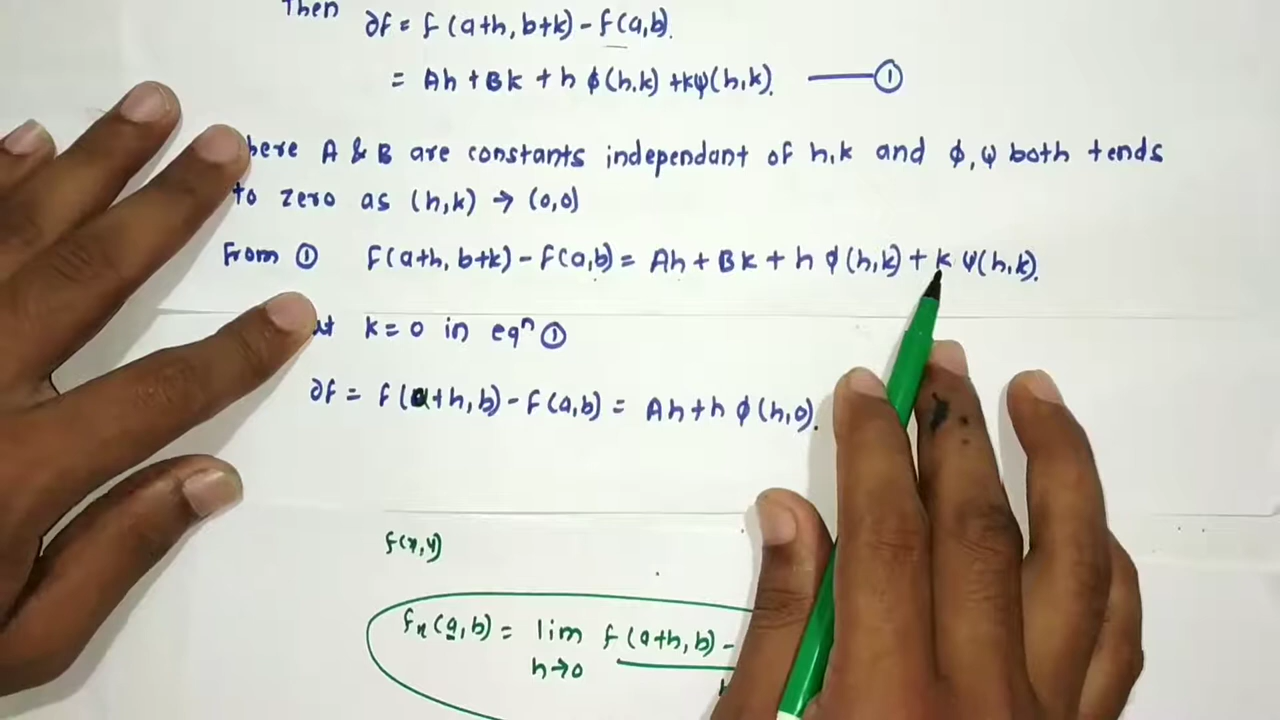 Then ∂f = f(a+h, b+k) - f(a,b).
= Ah + Bk + h ϕ(h.k) + kψ(h,k). ——— ①
here A & B are constants independant of h,k and ϕ, ψ both tends
to zero as (h,k) → (0,0)
From ① f(a+h, b+k) - f(a,b) = Ah + Bk + h ϕ(h,k) + k ψ(h,k).
k = 0 in eqⁿ ①
∂f = f(a+h, b) - f(a,b) = Ah + h ϕ(h,0).
f(x,y)
fx(a,b) = lim f(a+h, b) -
h→0